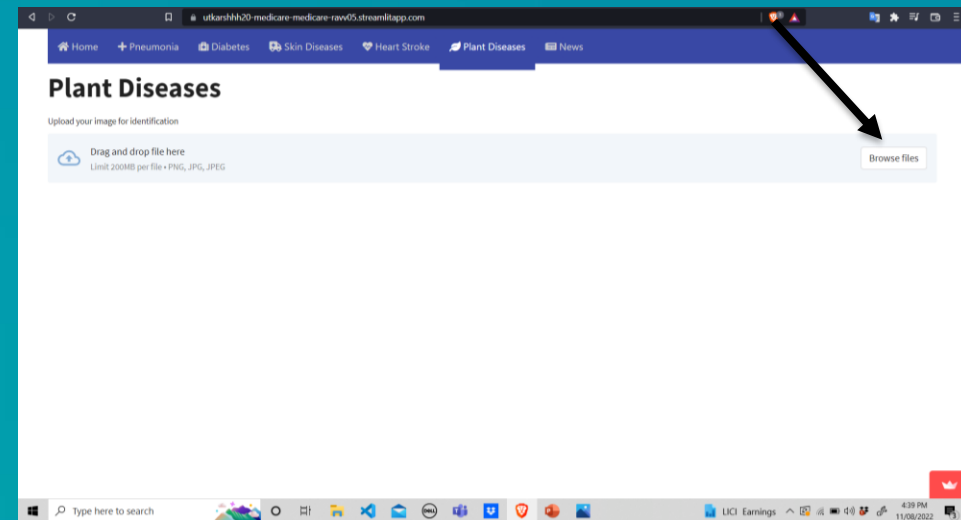 utkarshhh20-medicare-medicare-ravv05.streamlitapp.com
Home Pneumonia Diabetes Skin Diseases Heart Stroke Plant Diseases News
Plant Diseases
Upload your image for identification
Drag and drop file here
Limit 200MB per file • PNG, JPG, JPEG
Browse files
Type here to search
LICI Earnings
4:39 PM
11/08/2022